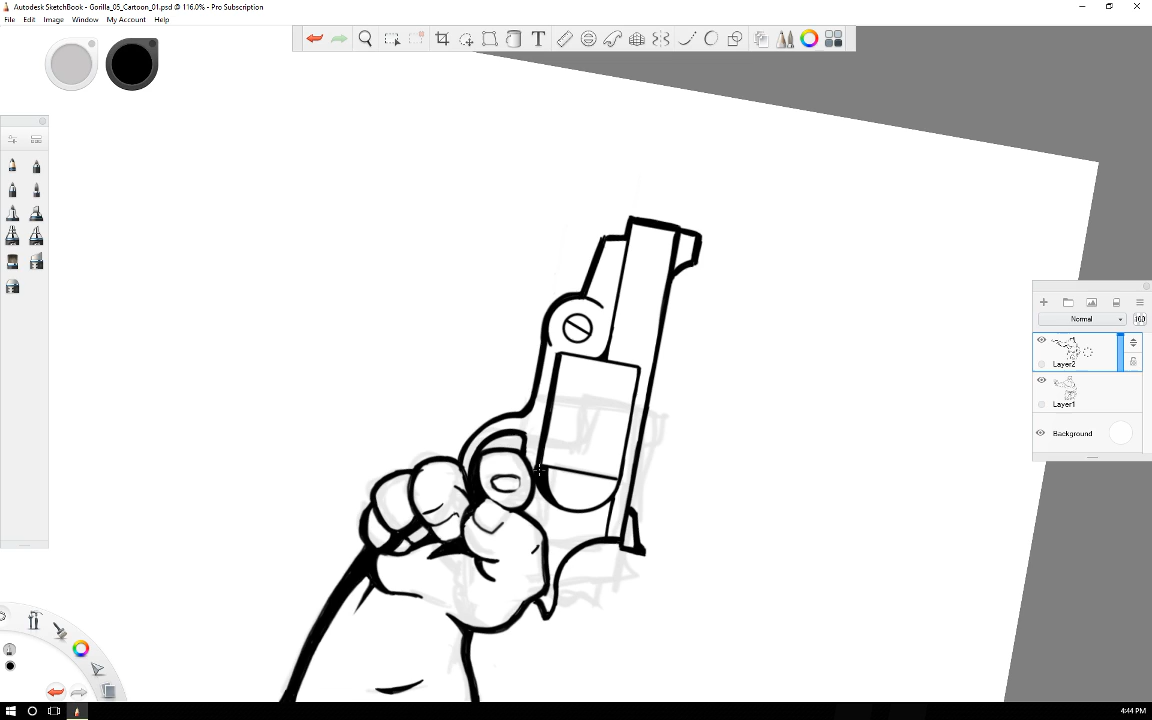 Autodesk SketchBook - Gorilla_05_Cartoon_01.psd @ 116.0% - Pro Subscription
File Edit Image Window My Account Help
T
Normal 100
Layer2
Layer1
Background
4:44 PM